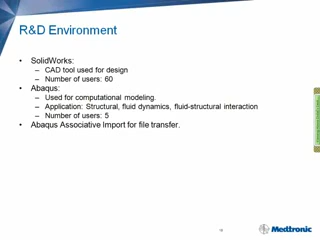 R&D Environment
• SolidWorks:
– CAD tool used for design
– Number of users: 60
• Abaqus:
– Used for computational modeling.
– Application: Structural, fluid dynamics, fluid-structural interaction
– Number of users: 5
• Abaqus Associative Import for file transfer.
Medtronic